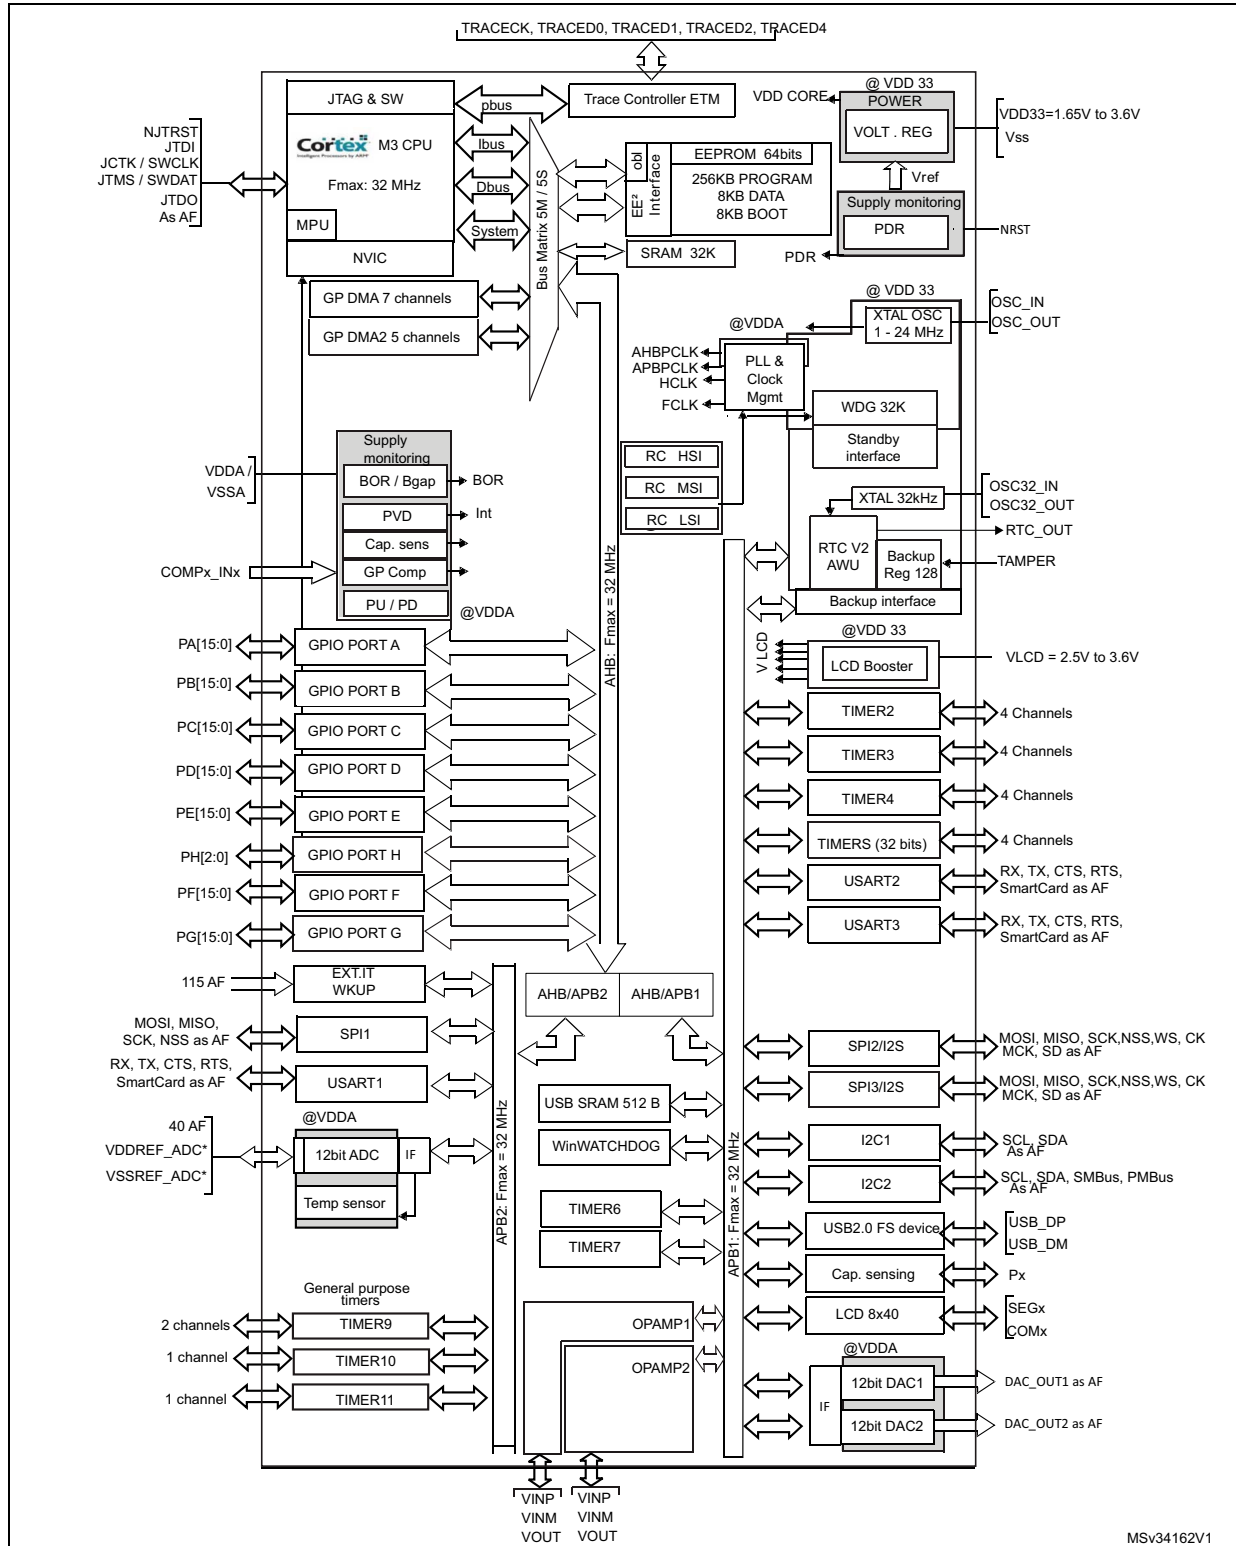 TRACECK, TRACED0, TRACED1, TRACED2, TRACED4
JTAG & SW
pbus
Trace Controller ETM
VDD CORE
@ VDD 33
POWER
VOLT . REG
VDD33=1.65V to 3.6V
Vss
NJTRST
JTDI
JCTK / SWCLK
JTMS / SWDAT
JTDO
As AF
Cortex
Intelligent Processors by ARM
M3 CPU
Fmax: 32 MHz
MPU
NVIC
Ibus
Dbus
System
Bus Matrix 5M / 5S
obl
EE² Interface
EEPROM 64bits
256KB PROGRAM
8KB DATA
8KB BOOT
SRAM 32K
Vref
Supply monitoring
PDR
NRST
PDR
GP DMA 7 channels
GP DMA2 5 channels
@ VDD 33
XTAL OSC
1 - 24 MHz
OSC_IN
OSC_OUT
@VDDA
AHBPCLK
APBPCLK
HCLK
FCLK
PLL &
Clock
Mgmt
WDG 32K
Standby
interface
RC HSI
RC MSI
RC LSI
@
XTAL 32kHz
OSC32_IN
OSC32_OUT
RTC_OUT
RTC V2
AWU
Backup
Reg 128
TAMPER
Backup interface
VDDA /
VSSA
Supply
monitoring
BOR / Bgap
BOR
PVD
Int
Cap. sens
COMPx_INx
GP Comp
PU / PD
@VDDA
AHB: Fmax = 32 MHz
@VDD 33
V LCD
LCD Booster
VLCD = 2.5V to 3.6V
PA[15:0]
GPIO PORT A
PB[15:0]
GPIO PORT B
PC[15:0]
GPIO PORT C
PD[15:0]
GPIO PORT D
PE[15:0]
GPIO PORT E
PH[2:0]
GPIO PORT H
PF[15:0]
GPIO PORT F
PG[15:0]
GPIO PORT G
TIMER2
4 Channels
TIMER3
4 Channels
TIMER4
4 Channels
TIMERS (32 bits)
4 Channels
USART2
RX, TX, CTS, RTS,
SmartCard as AF
USART3
RX, TX, CTS, RTS,
SmartCard as AF
115 AF
EXT.IT
WKUP
AHB/APB2
AHB/APB1
MOSI, MISO,
SCK, NSS as AF
SPI1
RX, TX, CTS, RTS,
SmartCard as AF
USART1
@VDDA
40 AF
VDDREF_ADC*
VSSREF_ADC*
12bit ADC
IF
Temp sensor
APB2: Fmax = 32 MHz
General purpose
timers
2 channels
TIMER9
1 channel
TIMER10
1 channel
TIMER11
USB SRAM 512 B
WinWATCHDOG
TIMER6
TIMER7
APB1: Fmax = 32 MHz
OPAMP1
OPAMP2
VINP
VINM
VOUT
VINP
VINM
VOUT
SPI2/I2S
MOSI, MISO, SCK,NSS,WS, CK
MCK, SD as AF
SPI3/I2S
MOSI, MISO, SCK,NSS,WS, CK
MCK, SD as AF
I2C1
SCL, SDA
As AF
I2C2
SCL, SDA, SMBus, PMBus
As AF
USB2.0 FS device
USB_DP
USB_DM
Cap. sensing
Px
LCD 8x40
SEGx
COMx
@VDDA
IF
12bit DAC1
DAC_OUT1 as AF
12bit DAC2
DAC_OUT2 as AF
MSv34162V1